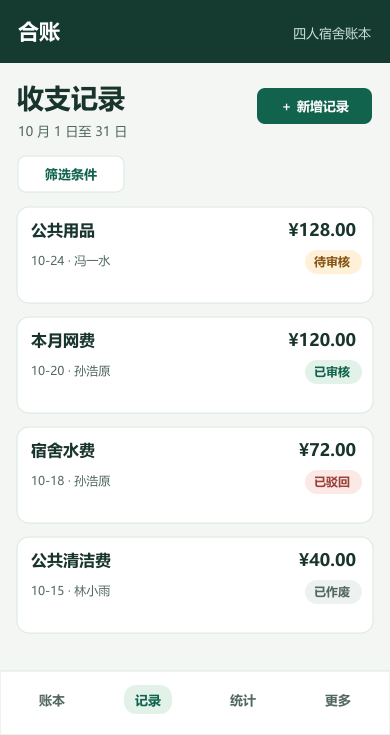 合账
四人宿舍账本
收支记录
10 月 1 日至 31 日
+ 新增记录
筛选条件
公共用品
¥128.00
10-24 · 冯一水
待审核
本月网费
¥120.00
10-20 · 孙浩原
已审核
宿舍水费
¥72.00
10-18 · 孙浩原
已驳回
公共清洁费
¥40.00
10-15 · 林小雨
已作废
账本
记录
统计
更多